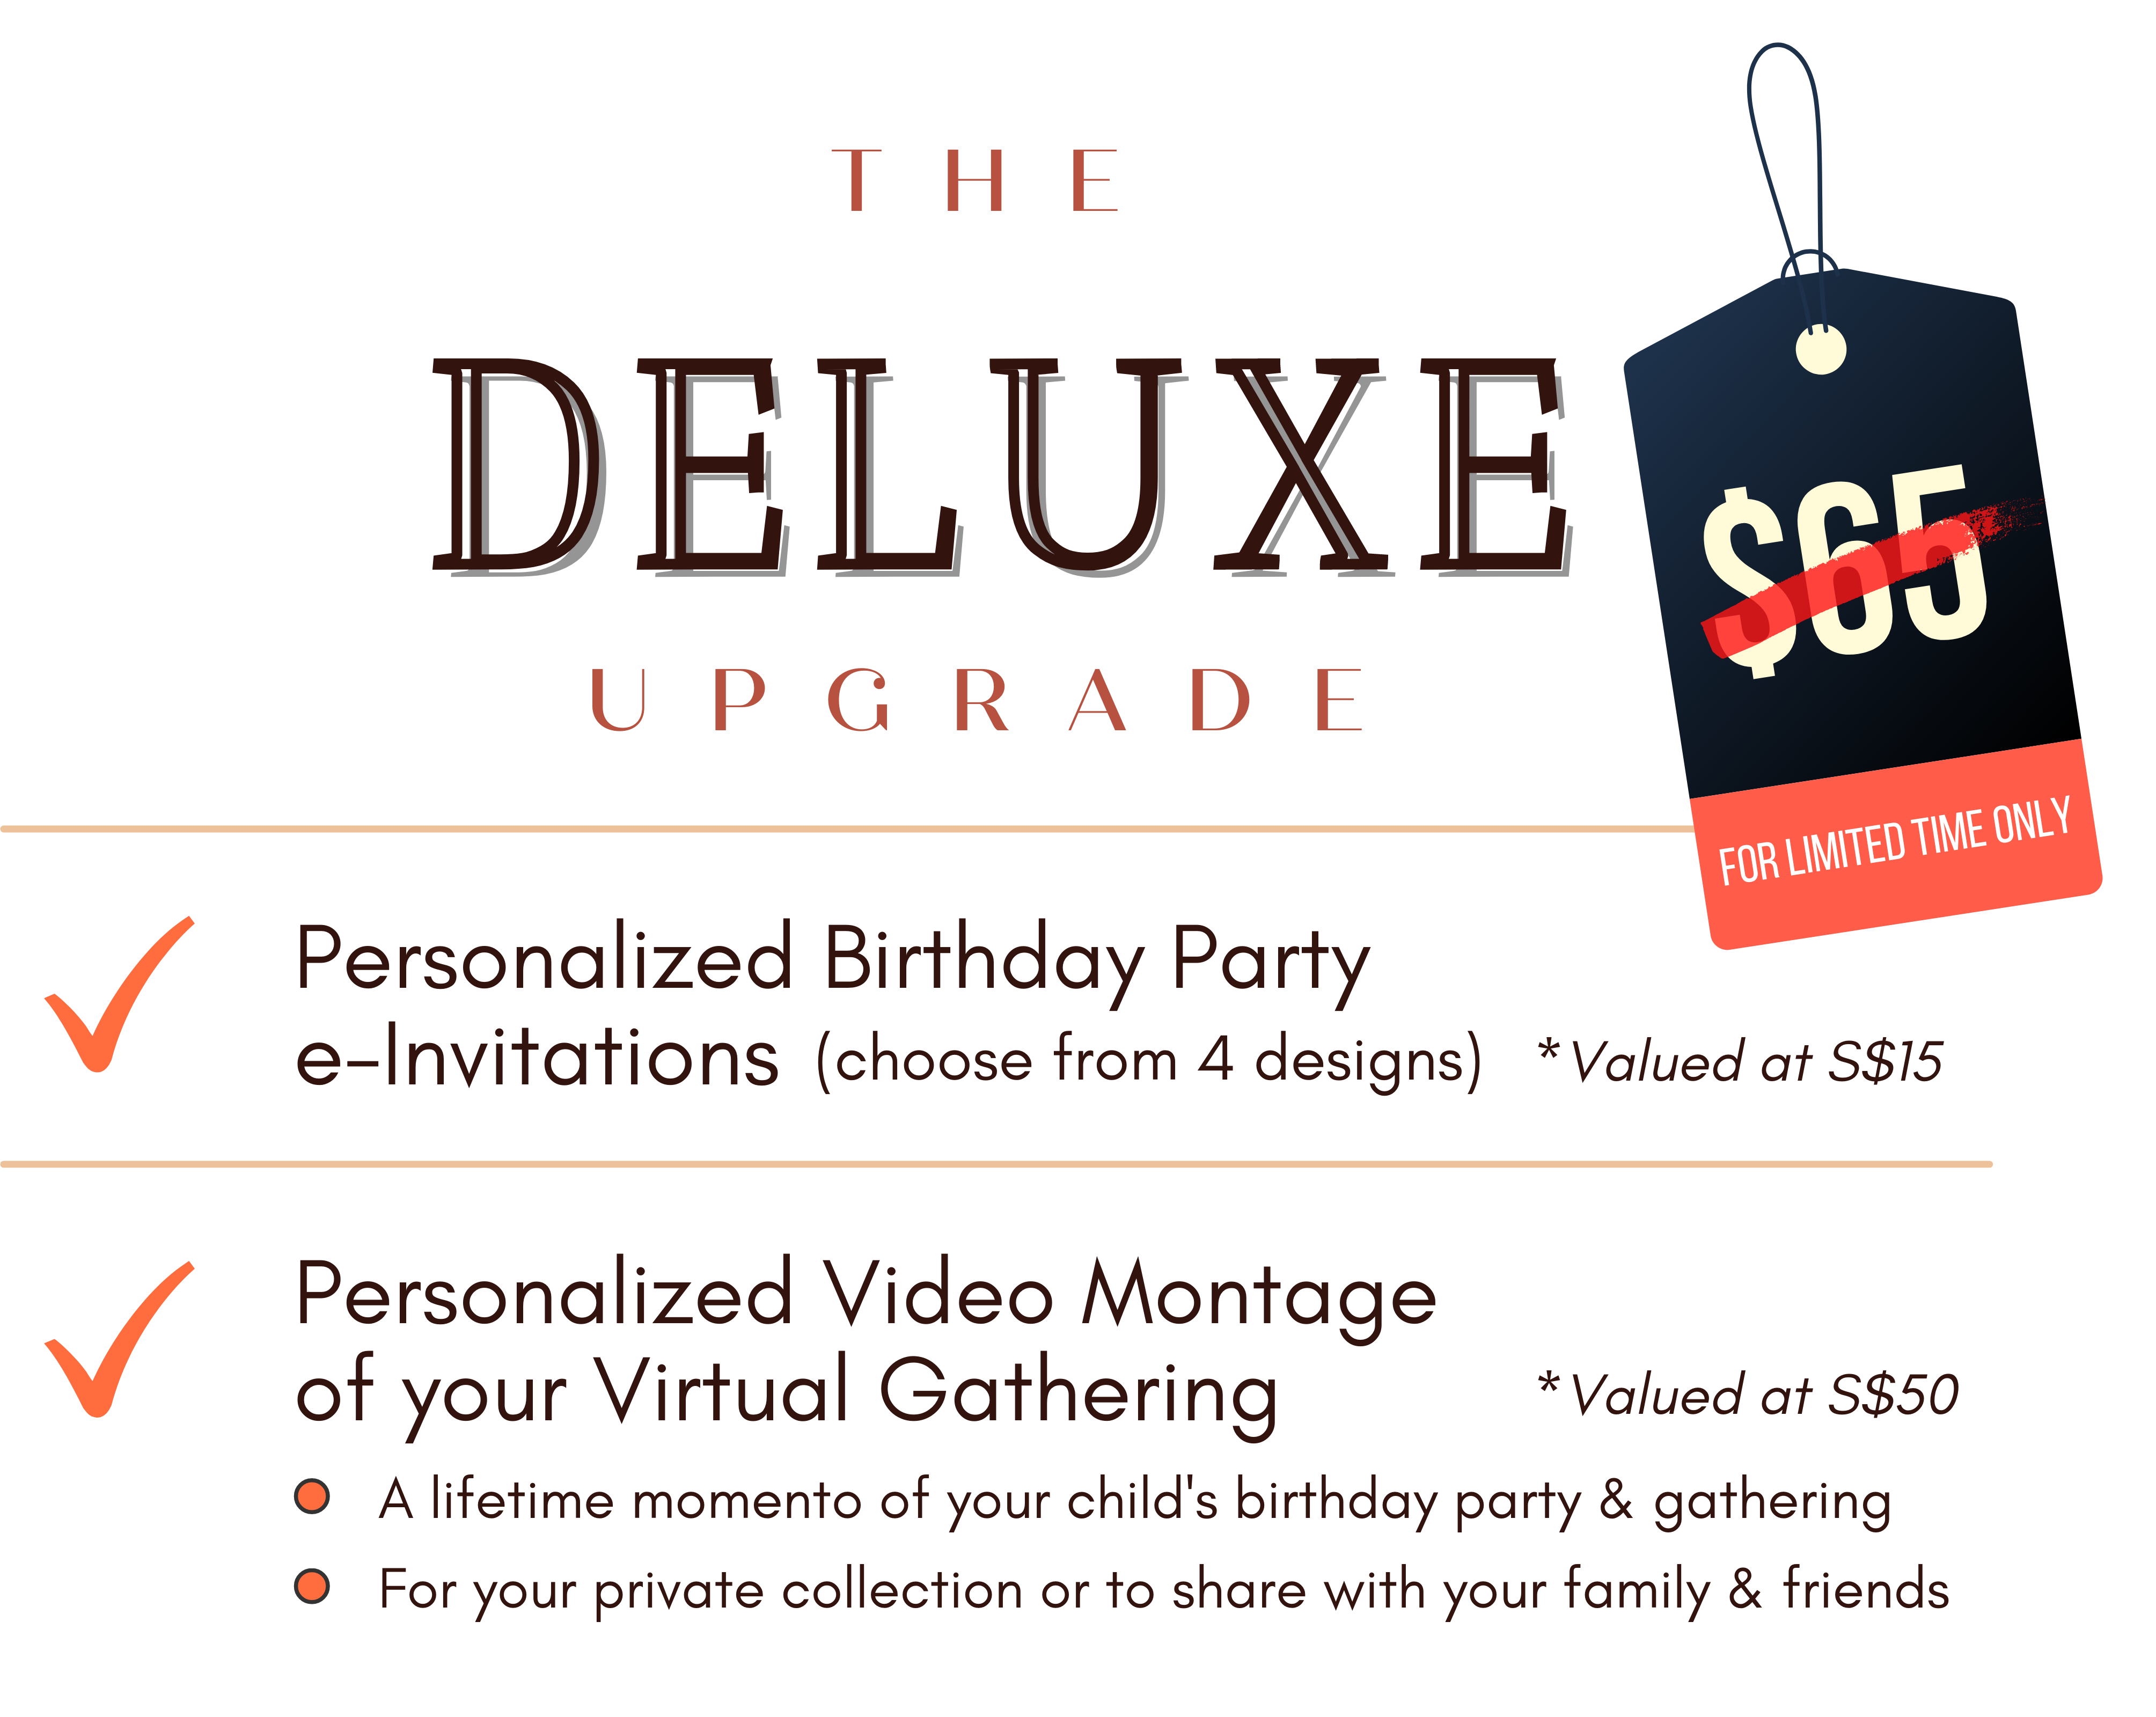 THE
DELUXE
UPGRADE
$65
FOR LIMITED TIME ONLY
Personalized Birthday Party
e-Invitations (choose from 4 designs) *Valued at S$15
Personalized Video Montage
of your Virtual Gathering *Valued at S$50
A lifetime momento of your child's birthday party & gathering
For your private collection or to share with your family & friends